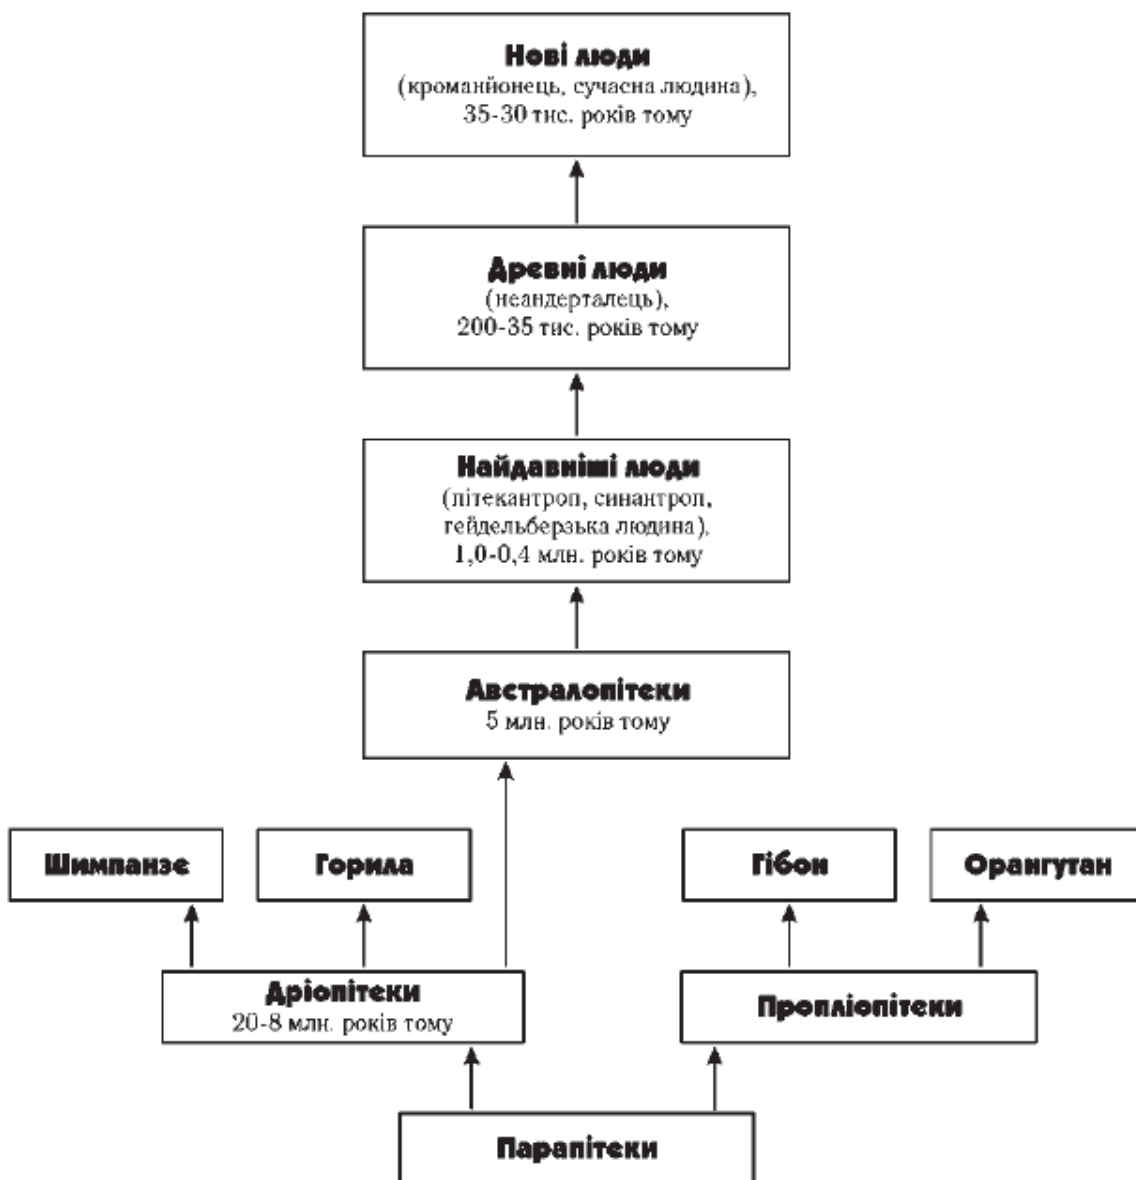 Нові люди
(кроманйонець, сучасна людина),
35-30 тис. років тому
Древні люди
(неандерталець),
200-35 тис. років тому
Найдавніші люди
(пітекантроп, синантроп,
гейдельберзька людина),
1,0-0,4 млн. років тому
Австралопітеки
5 млн. років тому
Шимпанзе
Горила
Гібон
Орангутан
Дріопітеки
20-8 млн. років тому
Пропліопітеки
Парапітеки